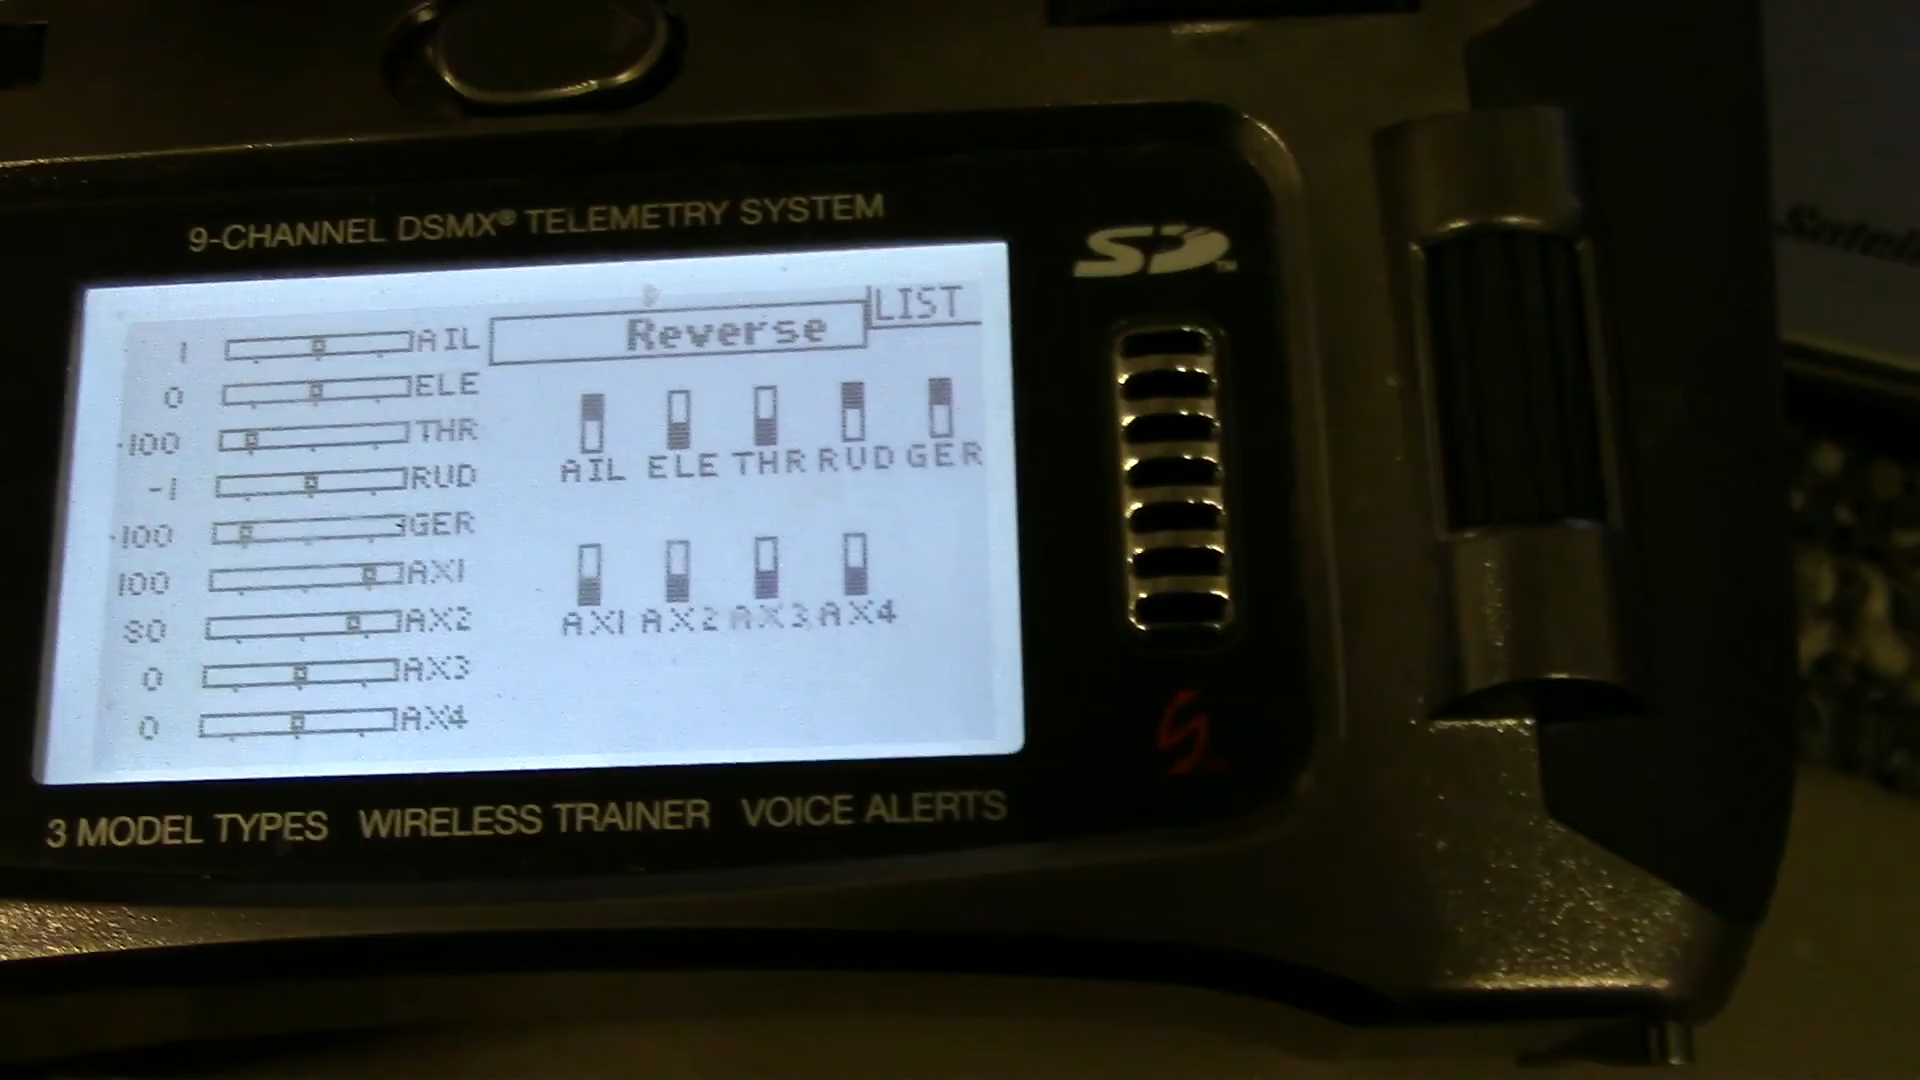 9-CHANNEL DSMX® TELEMETRY SYSTEM
SD™
LIST
Reverse
1 AIL
0 ELE
-100 THR
-1 RUD
-100 GER
100 AX1
80 AX2
0 AX3
0 AX4
AIL ELE THR RUD GER
AX1 AX2 AX3 AX4
3 MODEL TYPES WIRELESS TRAINER VOICE ALERTS